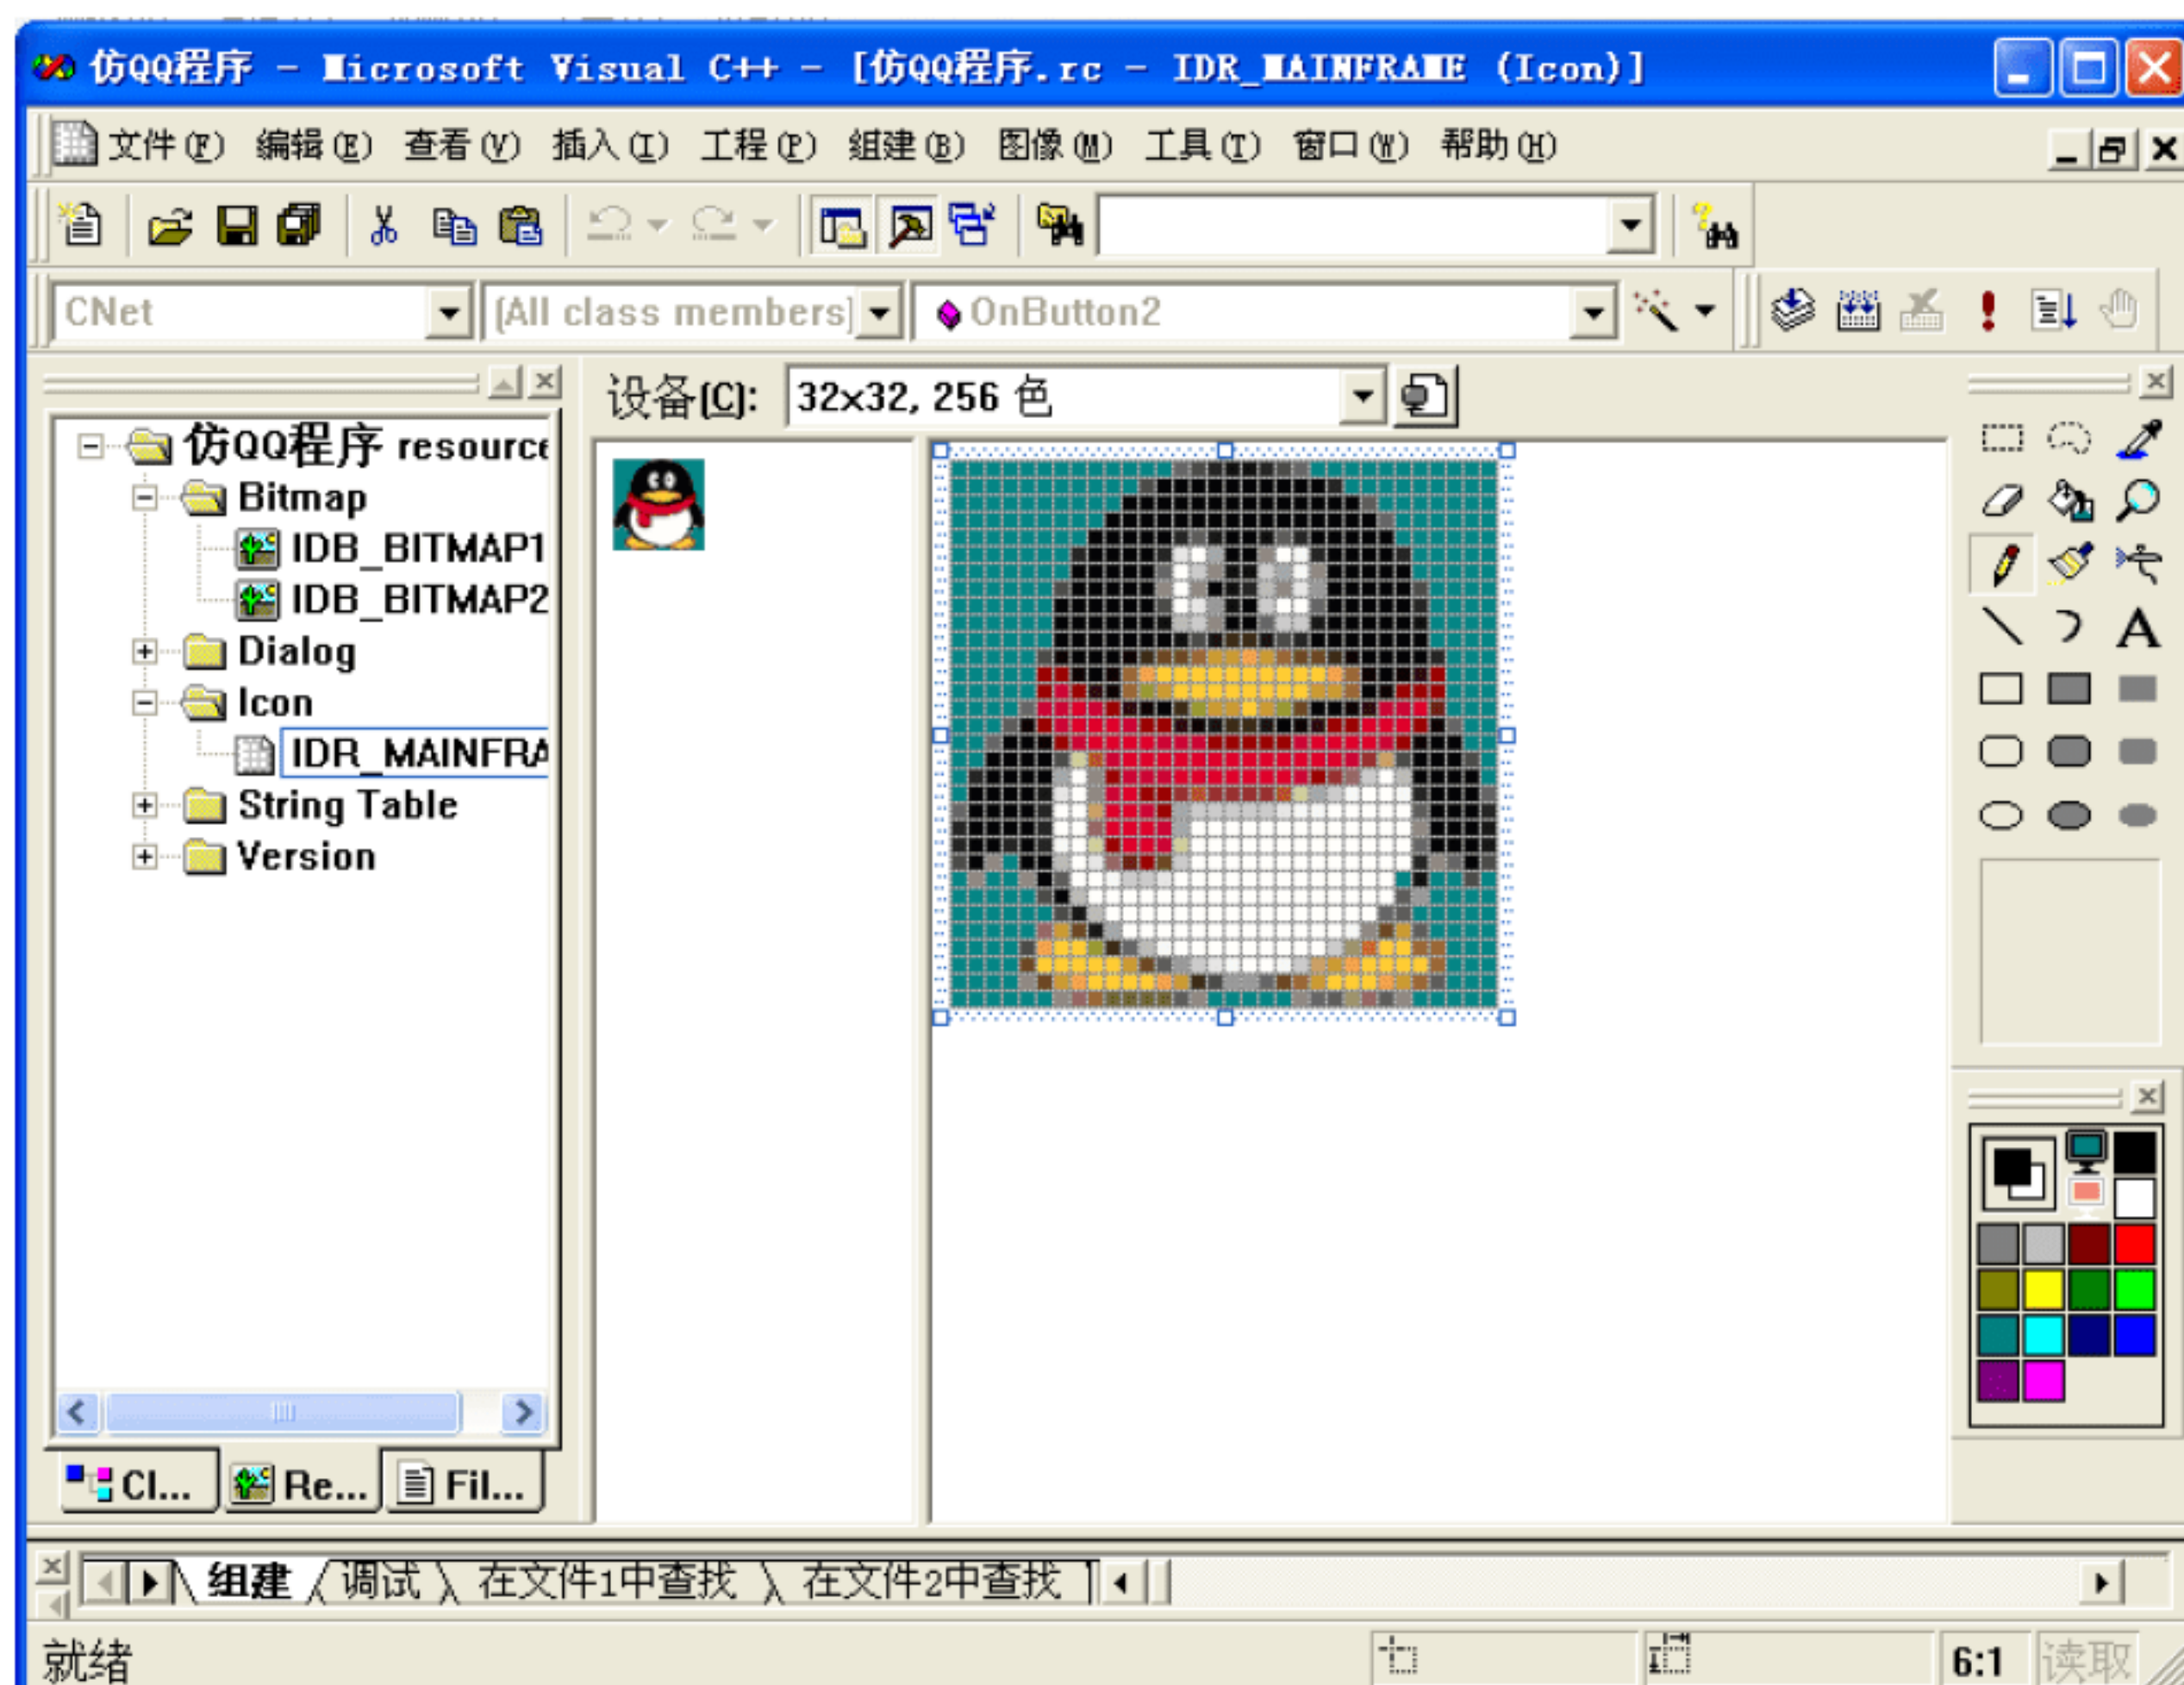 仿QQ程序 - Microsoft Visual C++ - [仿QQ程序.rc - IDR_MAINFRAME (Icon)]
文件(F) 编辑(E) 查看(V) 插入(I) 工程(P) 组建(B) 图像(M) 工具(T) 窗口(W) 帮助(H)
CNet [All class members] OnButton2
设备(C): 32x32, 256 色
仿QQ程序 resource
Bitmap
IDB_BITMAP1
IDB_BITMAP2
Dialog
Icon
IDR_MAINFRA
String Table
Version
A
Cl... Re... Fil...
组建 调试 在文件1中查找 在文件2中查找
就绪 6:1 读取